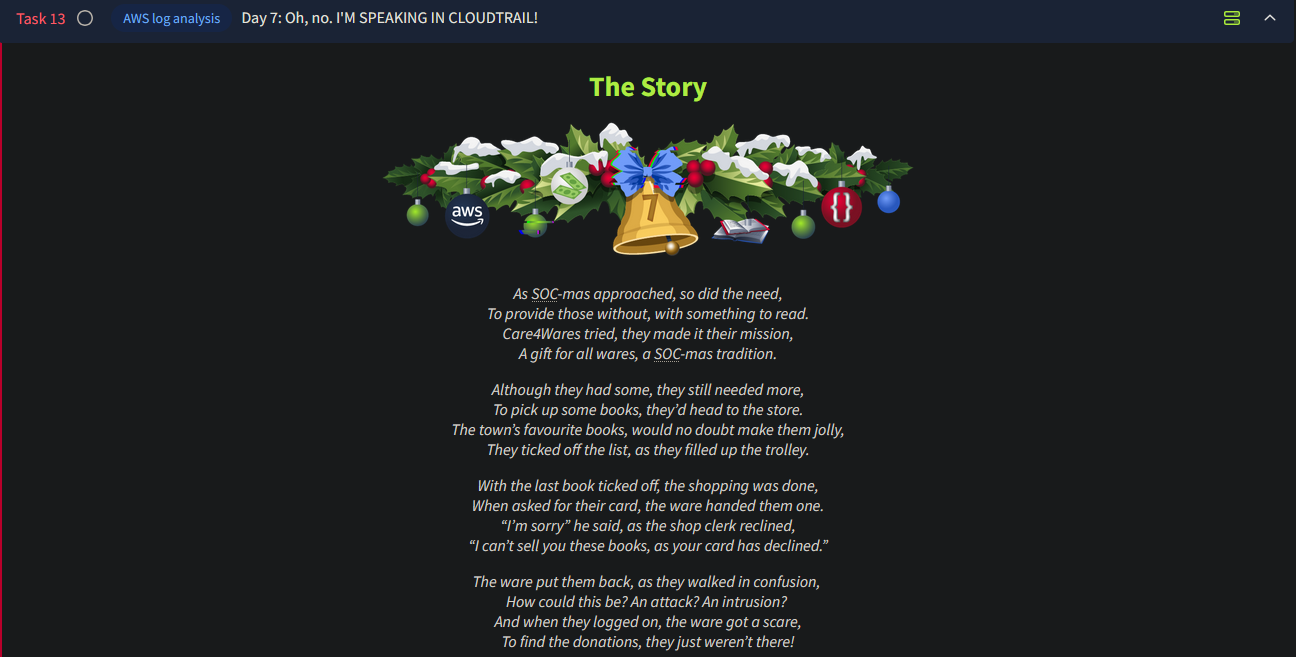 Task 13 AWS log analysis Day 7: Oh, no. I'M SPEAKING IN CLOUDTRAIL!
The Story
aws
7
{ }
As SOC-mas approached, so did the need,
To provide those without, with something to read.
Care4Wares tried, they made it their mission,
A gift for all wares, a SOC-mas tradition.
Although they had some, they still needed more,
To pick up some books, they’d head to the store.
The town’s favourite books, would no doubt make them jolly,
They ticked off the list, as they filled up the trolley.
With the last book ticked off, the shopping was done,
When asked for their card, the ware handed them one.
“I’m sorry” he said, as the shop clerk reclined,
“I can’t sell you these books, as your card has declined.”
The ware put them back, as they walked in confusion,
How could this be? An attack? An intrusion?
And when they logged on, the ware got a scare,
To find the donations, they just weren’t there!